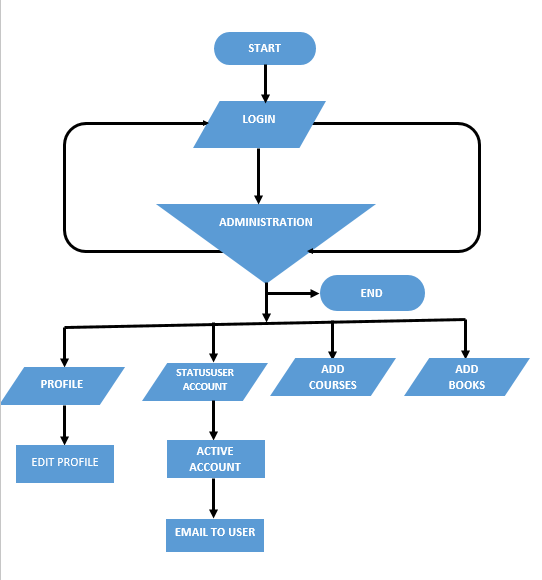 START
LOGIN
ADMINISTRATION
END
PROFILE
STATUSUSER
ACCOUNT
ADD
COURSES
ADD
BOOKS
EDIT PROFILE
ACTIVE
ACCOUNT
EMAIL TO USER